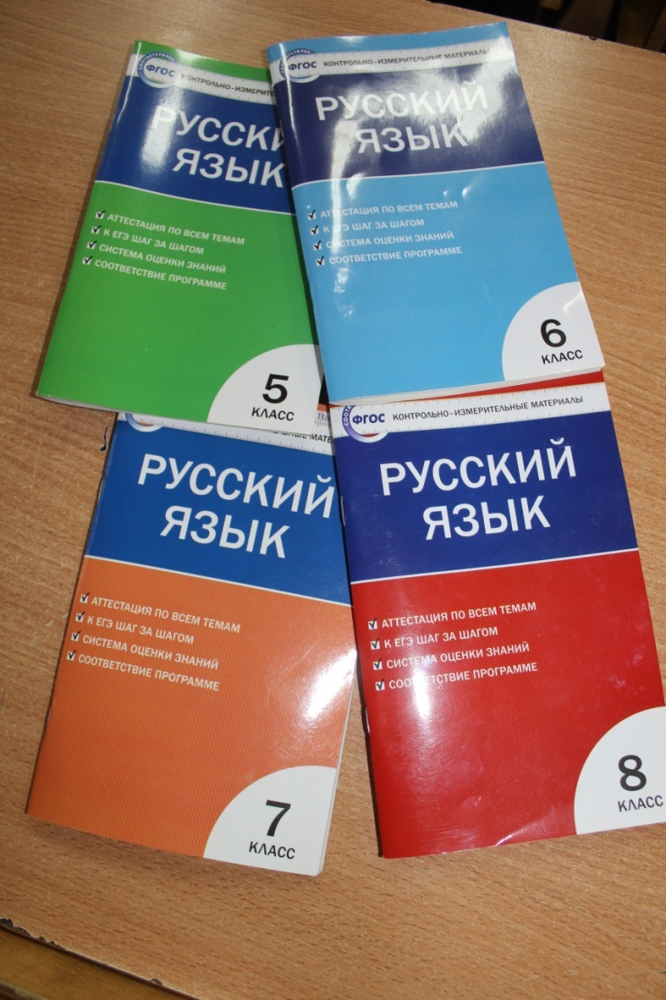 ФГОС
КОНТРОЛЬНО-ИЗМЕРИТЕЛЬНЫЕ
РУССКИЙ
ЯЗЫК
АТТЕСТАЦИЯ ПО ВСЕМ ТЕМАМ
К ЕГЭ ШАГ ЗА ШАГОМ
СИСТЕМА ОЦЕНКИ ЗНАНИЙ
СООТВЕТСТВИЕ ПРОГРАММЕ
5
КЛАСС
ФГОС
КОНТРОЛЬНО-ИЗМЕРИТЕЛЬНЫЕ МАТЕРИАЛЫ
РУССКИЙ
ЯЗЫК
АТТЕСТАЦИЯ ПО ВСЕМ ТЕМАМ
К ЕГЭ ШАГ ЗА ШАГОМ
СИСТЕМА ОЦЕНКИ ЗНАНИЙ
СООТВЕТСТВИЕ ПРОГРАММЕ
6
КЛАСС
РУССКИЙ
ЯЗЫК
АТТЕСТАЦИЯ ПО ВСЕМ ТЕМАМ
К ЕГЭ ШАГ ЗА ШАГОМ
СИСТЕМА ОЦЕНКИ ЗНАНИЙ
СООТВЕТСТВИЕ ПРОГРАММЕ
7
КЛАСС
ФГОС
КОНТРОЛЬНО-ИЗМЕРИТЕЛЬНЫЕ МАТЕРИАЛЫ
РУССКИЙ
ЯЗЫК
АТТЕСТАЦИЯ ПО ВСЕМ ТЕМАМ
К ЕГЭ ШАГ ЗА ШАГОМ
СИСТЕМА ОЦЕНКИ ЗНАНИЙ
СООТВЕТСТВИЕ ПРОГРАММЕ
8
КЛАСС